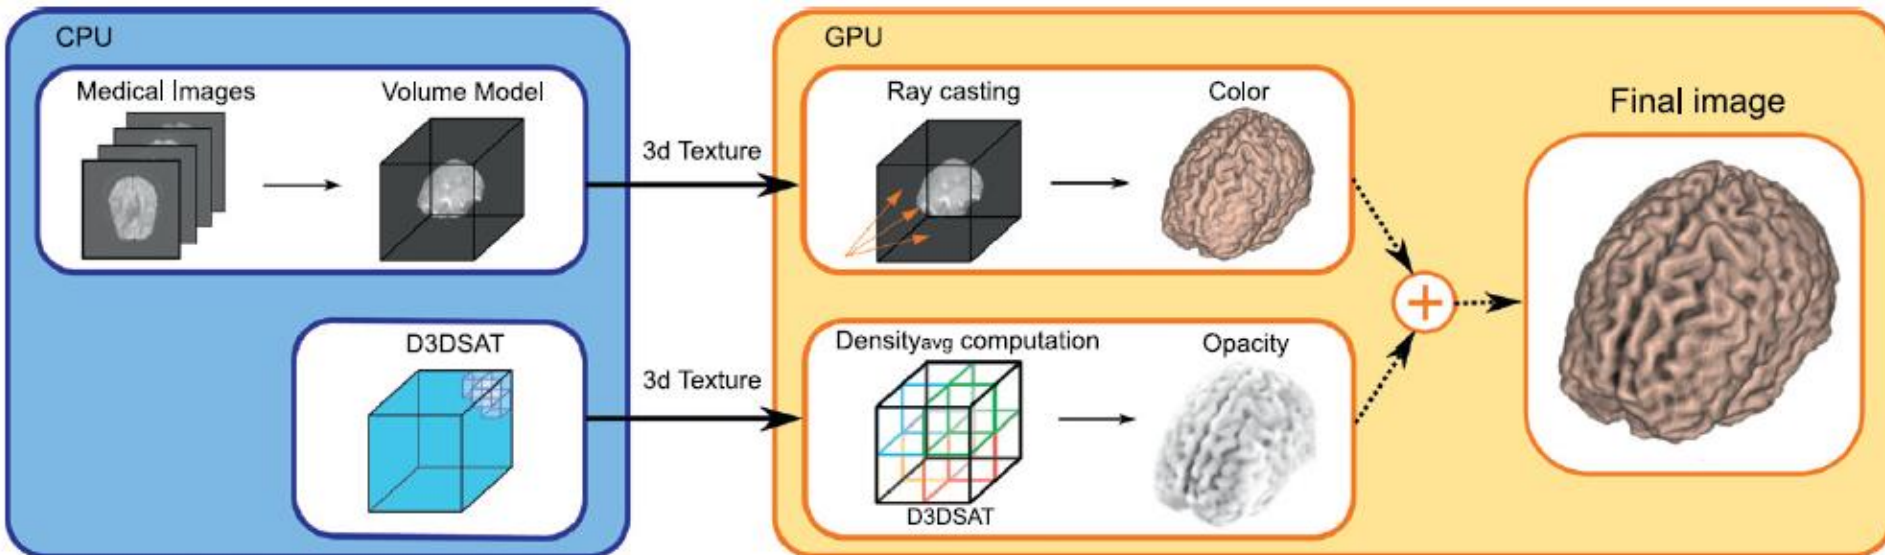 CPU
Medical Images
Volume Model
3d Texture
D3DSAT
3d Texture
GPU
Ray casting
Color
Densityavg computation
Opacity
D3DSAT
Final image